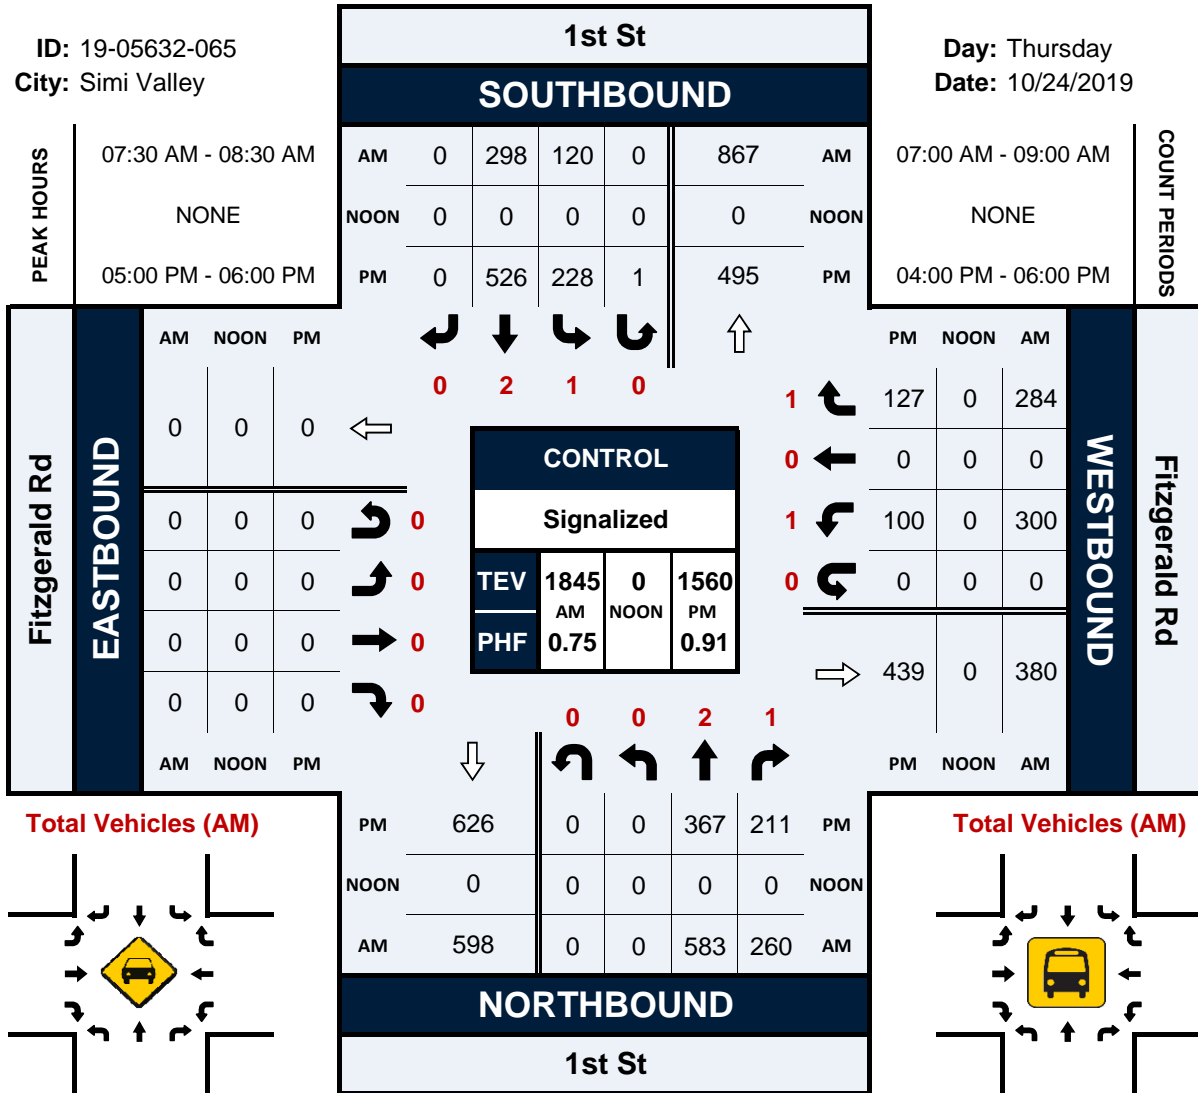 1st St
ID: 19-05632-065
Day: Thursday
City: Simi Valley
Date: 10/24/2019
SOUTHBOUND
PEAK HOURS
07:30 AM - 08:30 AM
AM 0 298 120 0 867 AM
07:00 AM - 09:00 AM
COUNT PERIODS
NONE
NOON 0 0 0 0 0 NOON
NONE
05:00 PM - 06:00 PM
PM 0 526 228 1 495 PM
04:00 PM - 06:00 PM
AM NOON PM
PM NOON AM
0 2 1 0
1 127 0 284
0 0 0
CONTROL
0 0 0 0
Fitzgerald Rd
EASTBOUND
WESTBOUND
Fitzgerald Rd
0 0 0 0
Signalized
1 100 0 300
0 0 0 0
TEV 1845 0 1560
AM NOON PM
PHF 0.75 0.91
0 0 0 0
0 0 0 0
439 0 380
0 0 0 0
0 0 2 1
AM NOON PM
PM NOON AM
Total Vehicles (AM)
PM 626 0 0 367 211 PM
Total Vehicles (AM)
NOON 0 0 0 0 0 NOON
AM 598 0 0 583 260 AM
NORTHBOUND
1st St